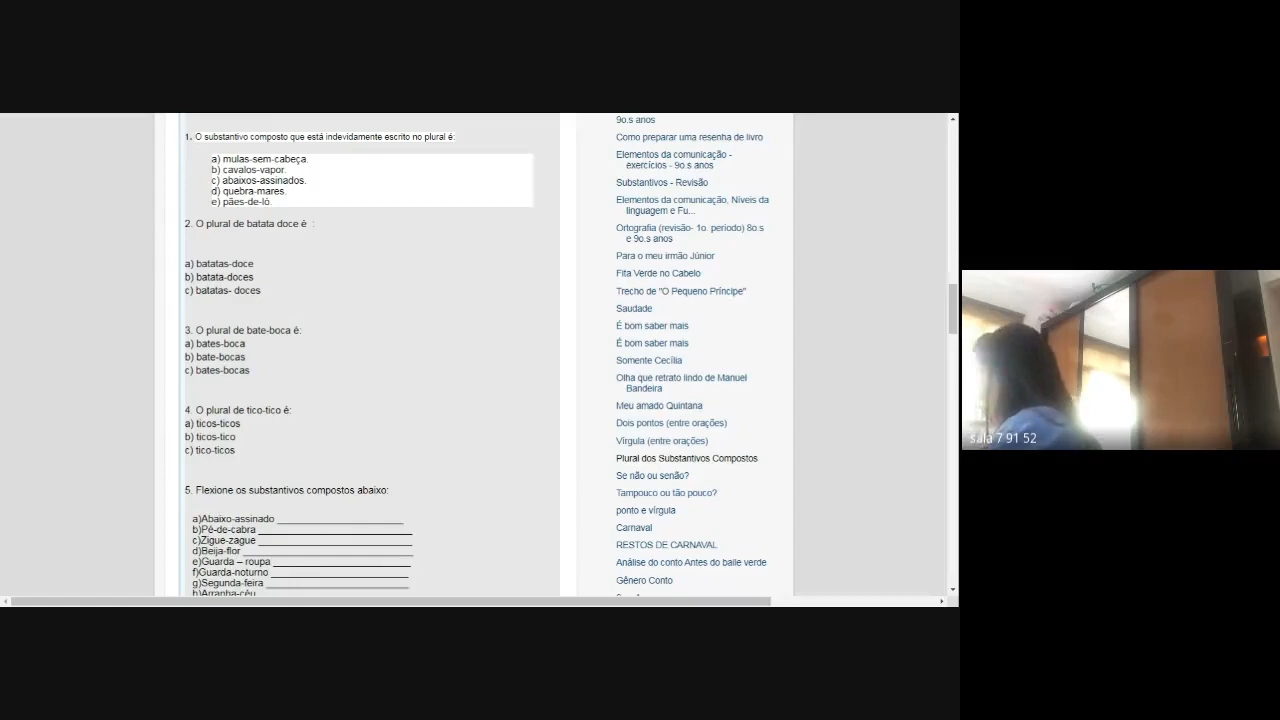 1. O substantivo composto que está indevidamente escrito no plural é:
a) mulas-sem-cabeça.
b) cavalos-vapor.
c) abaixos-assinados.
d) quebra-mares.
e) pães-de-ló.
2. O plural de batata doce é :
a) batatas-doce
b) batata-doces
c) batatas- doces
3. O plural de bate-boca é:
a) bates-boca
b) bate-bocas
c) bates-bocas
4. O plural de tico-tico é:
a) ticos-ticos
b) ticos-tico
c) tico-ticos
5. Flexione os substantivos compostos abaixo:
a)Abaixo-assinado
b)Pé-de-cabra
c)Zigue-zague
d)Beija-flor
e)Guarda – roupa
f)Guarda-noturno
g)Segunda-feira
h)Arranha-céu
9o.s anos
Como preparar uma resenha de livro
Elementos da comunicação -
exercícios - 9o.s anos
Substantivos - Revisão
Elementos da comunicação, Níveis da
linguagem e Fu...
Ortografia (revisão- 1o. período) 8o.s
e 9o.s anos
Para o meu irmão Júnior
Fita Verde no Cabelo
Trecho de "O Pequeno Príncipe"
Saudade
É bom saber mais
É bom saber mais
Somente Cecília
Olha que retrato lindo de Manuel
Bandeira
Meu amado Quintana
Dois pontos (entre orações)
Vírgula (entre orações)
Plural dos Substantivos Compostos
Se não ou senão?
Tampouco ou tão pouco?
ponto e vírgula
Carnaval
RESTOS DE CARNAVAL
Análise do conto Antes do baile verde
Gênero Conto
sala 7 91 52